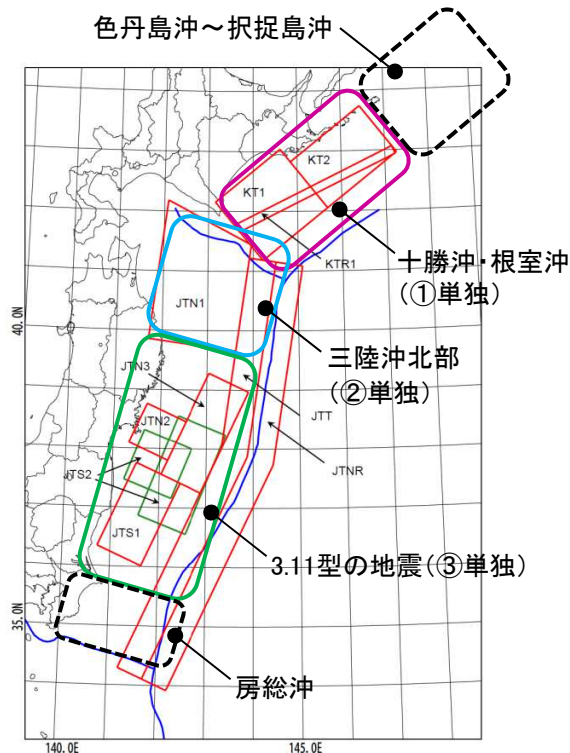 色丹島沖～択捉島沖
KT2
KT1
十勝沖・根室沖
(①単独)
KTR1
JTN1
40.0N
三陸沖北部
(②単独)
JTN3
JTT
JTN2
JTNR
JTS2
JTS1
3.11型の地震(③単独)
35.0N
房総沖
140.0E
145.0E